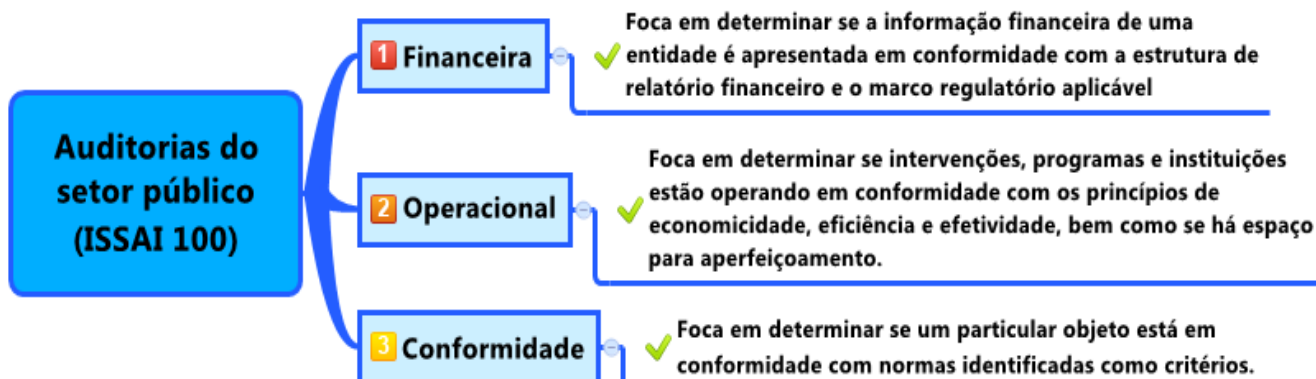 Auditorias do
setor público
(ISSAI 100)
1 Financeira
Foca em determinar se a informação financeira de uma
entidade é apresentada em conformidade com a estrutura de
relatório financeiro e o marco regulatório aplicável
2 Operacional
Foca em determinar se intervenções, programas e instituições
estão operando em conformidade com os princípios de
economicidade, eficiência e efetividade, bem como se há espaço
para aperfeiçoamento.
3 Conformidade
Foca em determinar se um particular objeto está em
conformidade com normas identificadas como critérios.